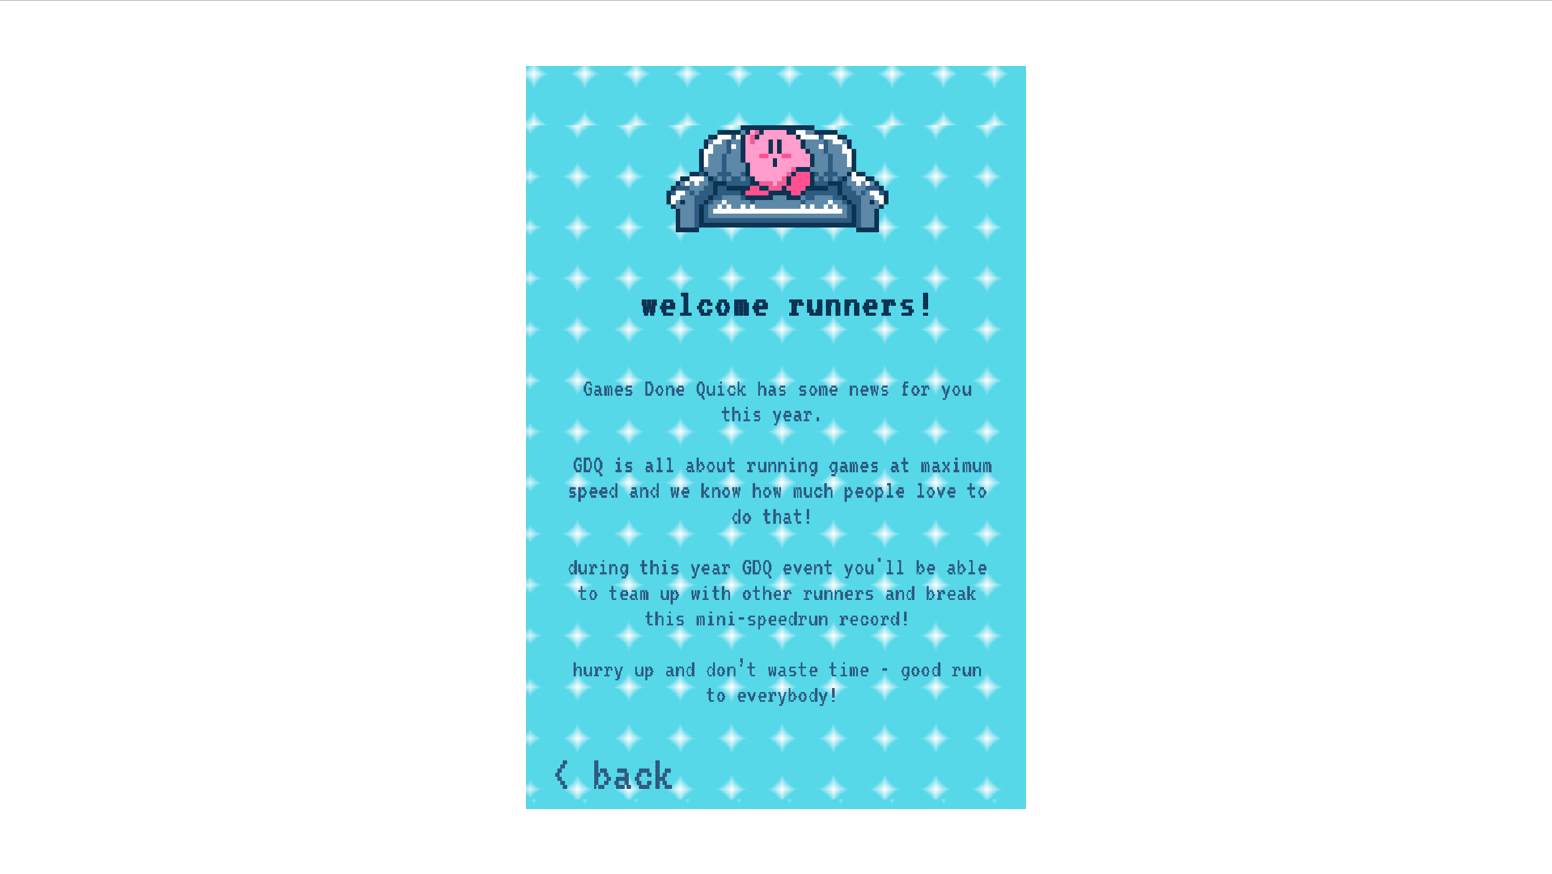 welcome runners!
Games Done Quick has some news for you
this year.
GDQ is all about running games at maximum
speed and we know how much people love to
do that!
during this year GDQ event you'll be able
to team up with other runners and break
this mini-speedrun record!
hurry up and don't waste time - good run
to everybody!
< back